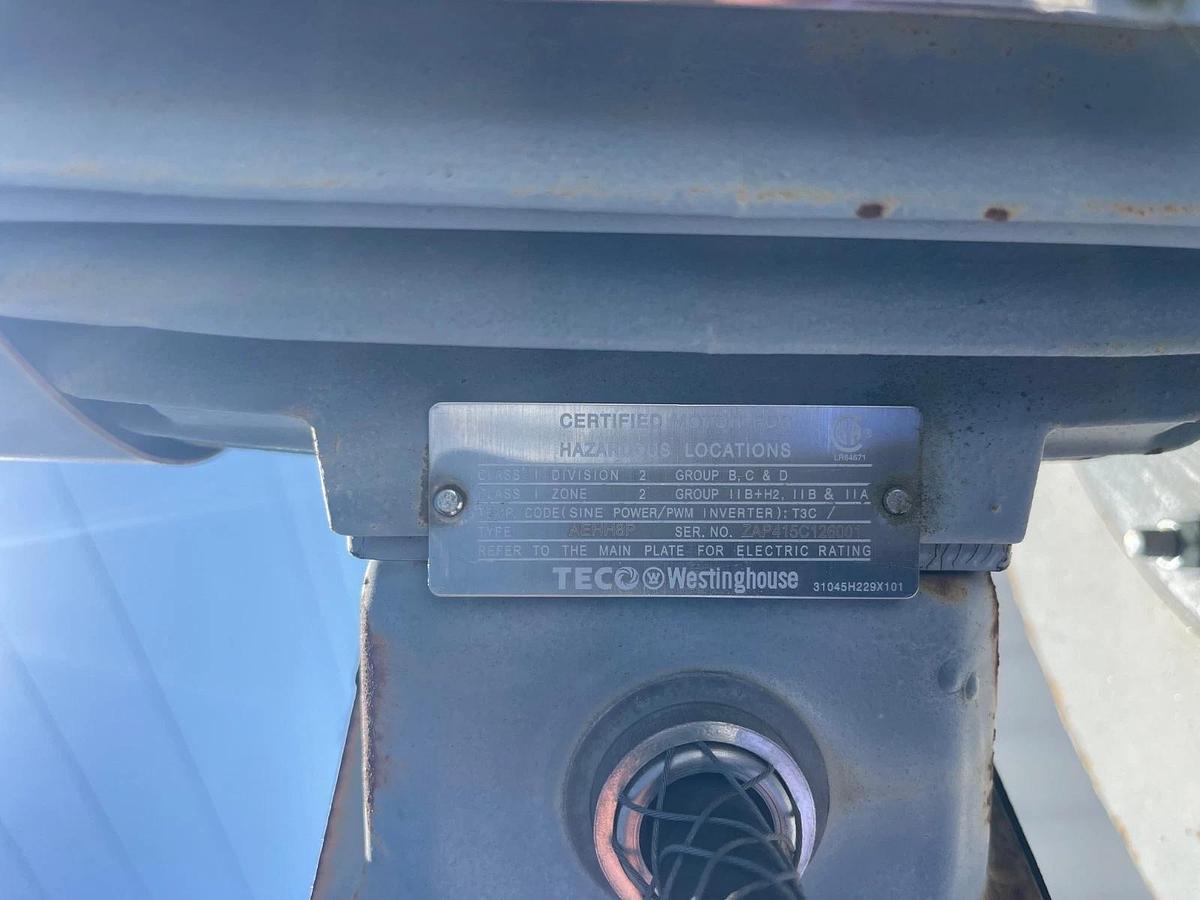 CERTIFIED MOTOR FOR
HAZARDOUS LOCATIONS
LR64671
CLASS I DIVISION 2 GROUP B, C & D
CLASS I ZONE 2 GROUP IIB+H2, IIB & IIA
TEMP. CODE(SINE POWER/PWM INVERTER): T3C /
TYPE AEHH8P SER. NO. ZAP415C126001
REFER TO THE MAIN PLATE FOR ELECTRIC RATING
TECO W Westinghouse 31045H229X101